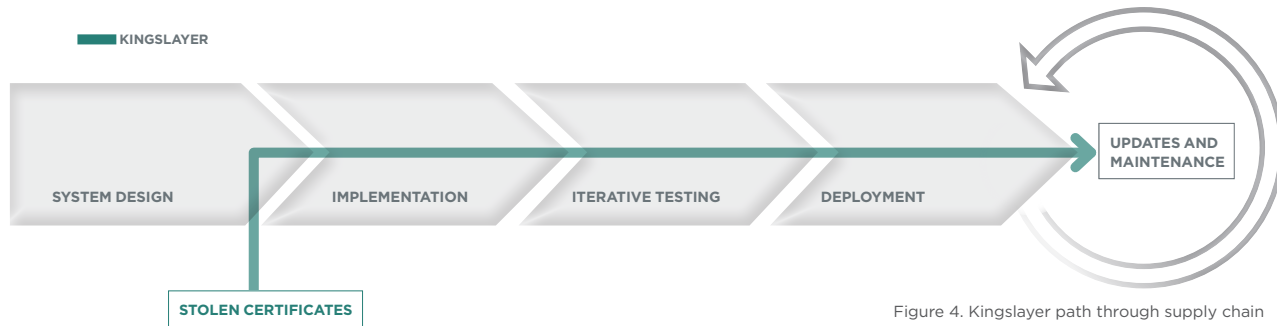 KINGSLAYER
SYSTEM DESIGN
IMPLEMENTATION
ITERATIVE TESTING
DEPLOYMENT
UPDATES AND
MAINTENANCE
STOLEN CERTIFICATES
Figure 4. Kingslayer path through supply chain